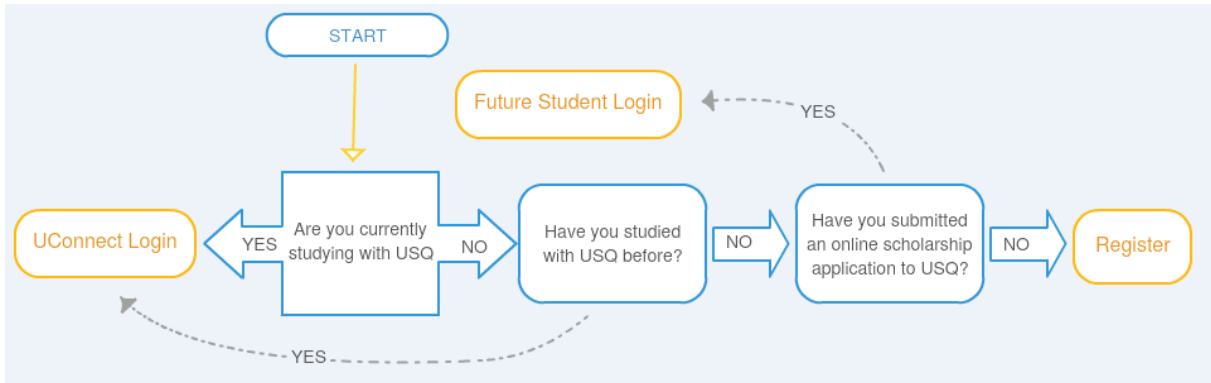 START
Future Student Login
YES
UConnect Login
YES
Are you currently
studying with USQ
NO
Have you studied
with USQ before?
NO
Have you submitted
an online scholarship
application to USQ?
NO
Register
YES